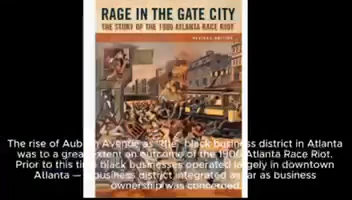 RAGE IN THE GATE CITY
THE STORY OF THE 1906 ATLANTA RACE RIOT
REVISED EDITION
The rise of Auburn Avenue as "the" black business district in Atlanta
was to a great extent an outcome of the 1906 Atlanta Race Riot.
Prior to this time black businesses operated largely in downtown
Atlanta — business district integrated as far as business
ownership was concerned.